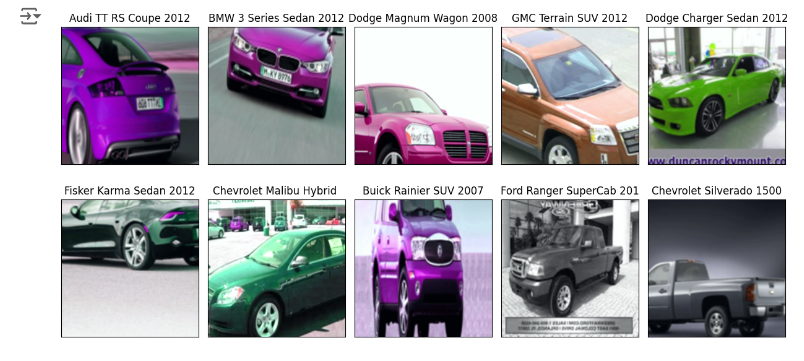 Audi TT RS Coupe 2012
BMW 3 Series Sedan 2012
Dodge Magnum Wagon 2008
GMC Terrain SUV 2012
Dodge Charger Sedan 2012
www.duncanrockymount.co
Fisker Karma Sedan 2012
Chevrolet Malibu Hybrid
Buick Rainier SUV 2007
Ford Ranger SuperCab 201
Chevrolet Silverado 1500